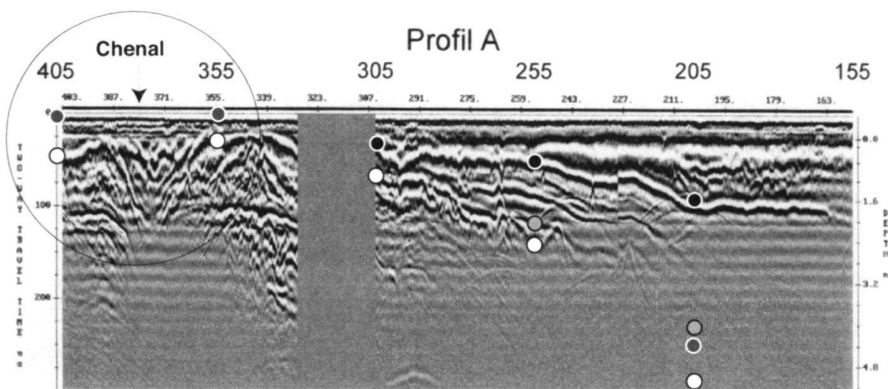 Profil A
Chenal
405 355 305 255 205 155
403. 387. 371. 355. 339. 323. 307. 291. 275. 259. 243. 227. 211. 195. 179. 163.
0
0.0
100
1.6
200
3.2
4.8
TWO-WAY TRAVEL TIME ns
DEPTH m